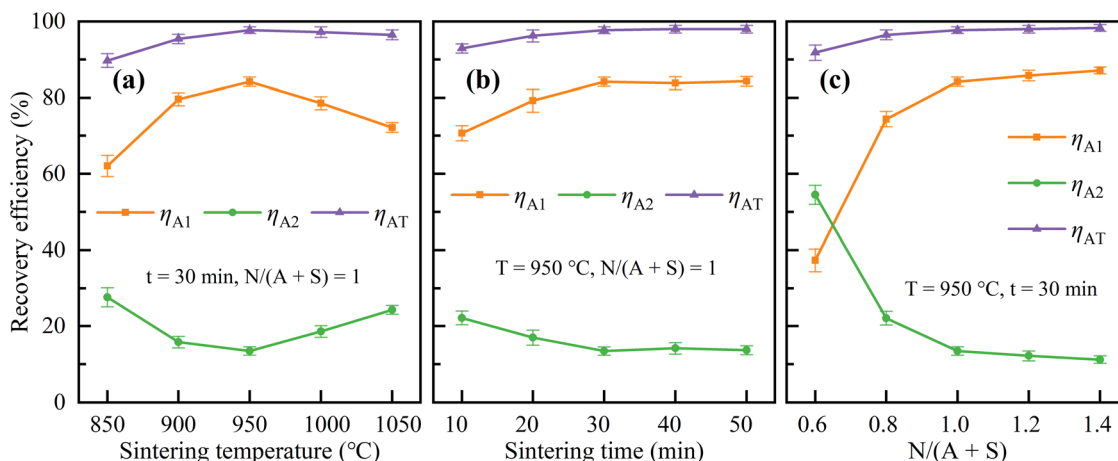 Recovery efficiency (%)
100
80
60
40
20
0
(a)
ηA1 ηA2 ηAT
t = 30 min, N/(A + S) = 1
850 900 950 1000 1050
Sintering temperature (℃)
(b)
ηA1 ηA2 ηAT
T = 950 ℃, N/(A + S) = 1
10 20 30 40 50
Sintering time (min)
(c)
ηA1
ηA2
ηAT
T = 950 ℃, t = 30 min
0.6 0.8 1.0 1.2 1.4
N/(A + S)